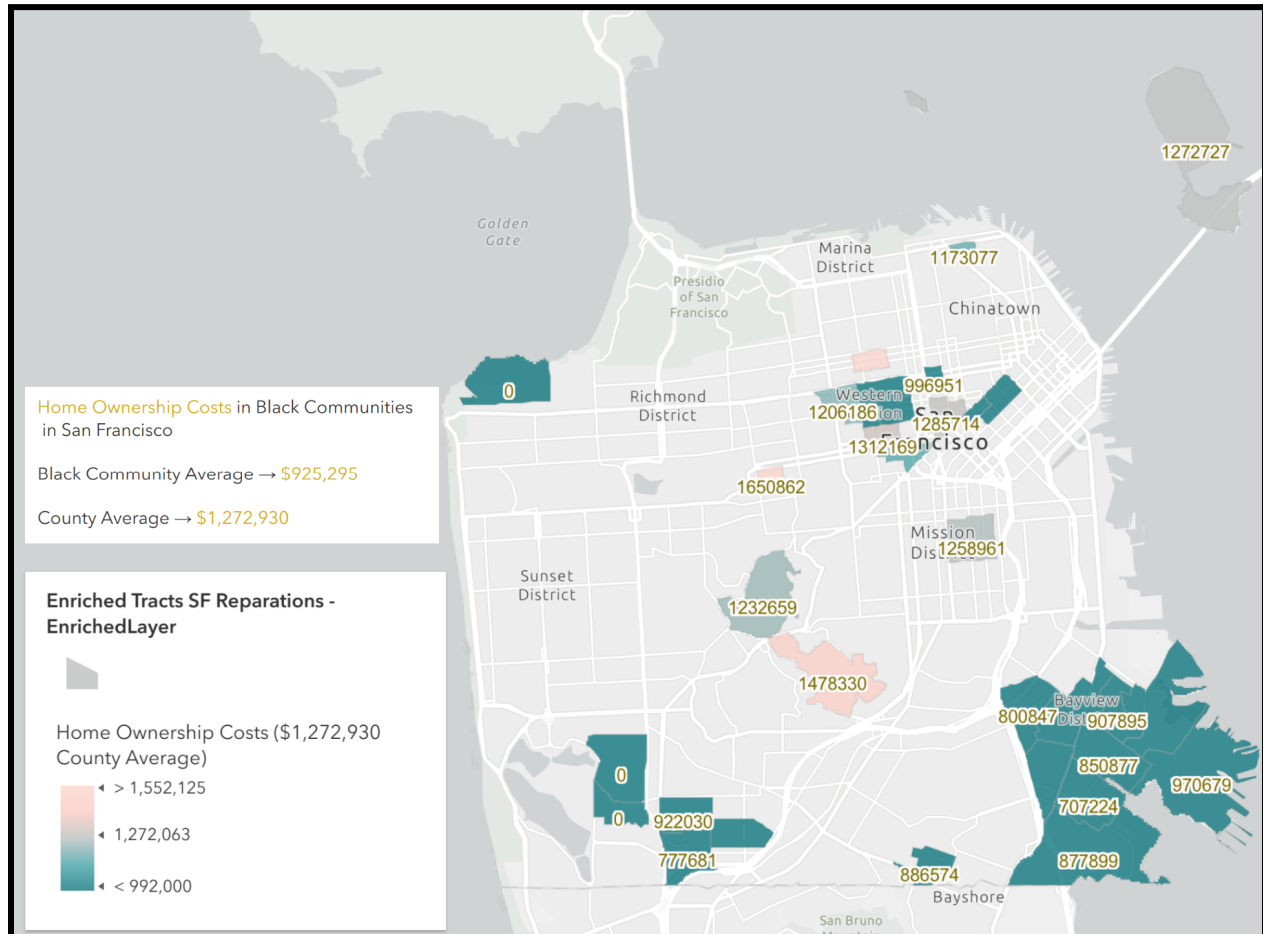 1272727
Golden
Gate
Marina
District
1173077
Presidio
of San
Francisco
Chinatown
0
Richmond
District
Western
996951
1206186
ion
San
1285714
1312169
Francisco
Home Ownership Costs in Black Communities
in San Francisco
Black Community Average → $925,295
County Average → $1,272,930
1650862
Mission
Dis
1258961
Sunset
District
1232659
Enriched Tracts SF Reparations -
EnrichedLayer
1478330
Bayview
800847
Dist
907895
Home Ownership Costs ($1,272,930
County Average)
> 1,552,125
1,272,063
< 992,000
0
850877
970679
707224
0
922030
777681
877899
886574
Bayshore
San Bruno